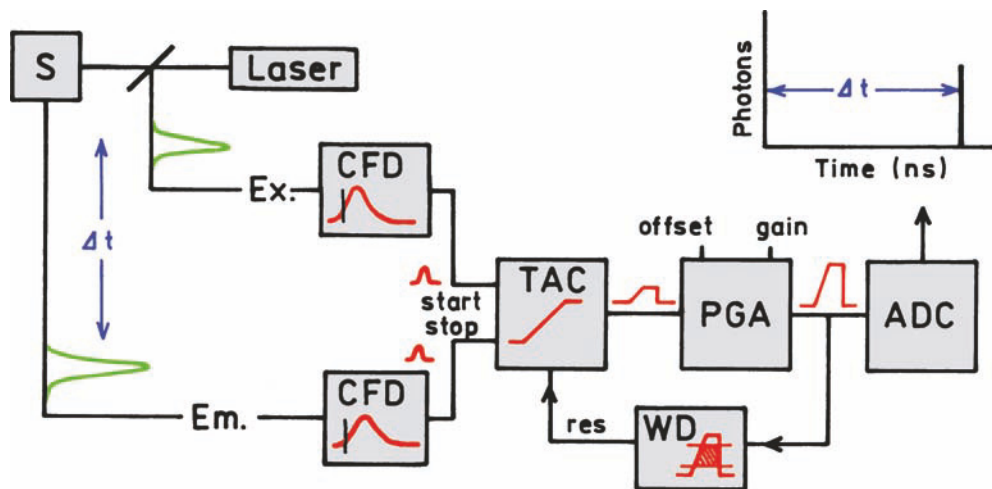 S
Laser
Photons
Δt
Time (ns)
Δt
Ex.
CFD
start
stop
TAC
offset
gain
PGA
ADC
Em.
CFD
res
WD